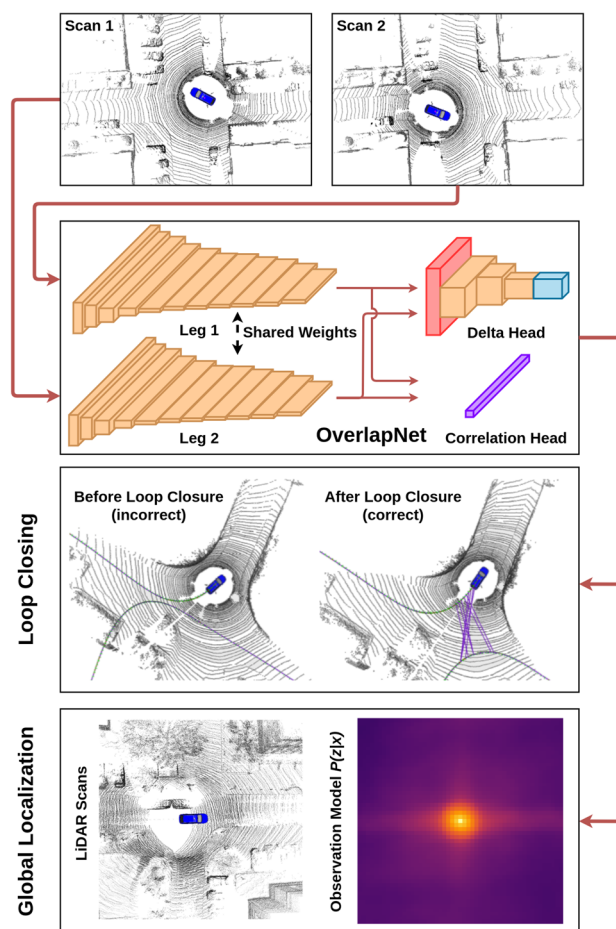 Scan 1
Scan 2
Leg 1
Shared Weights
Delta Head
Leg 2
OverlapNet
Correlation Head
Loop Closing
Before Loop Closure
(incorrect)
After Loop Closure
(correct)
Global Localization
LiDAR Scans
Observation Model P(z|x)